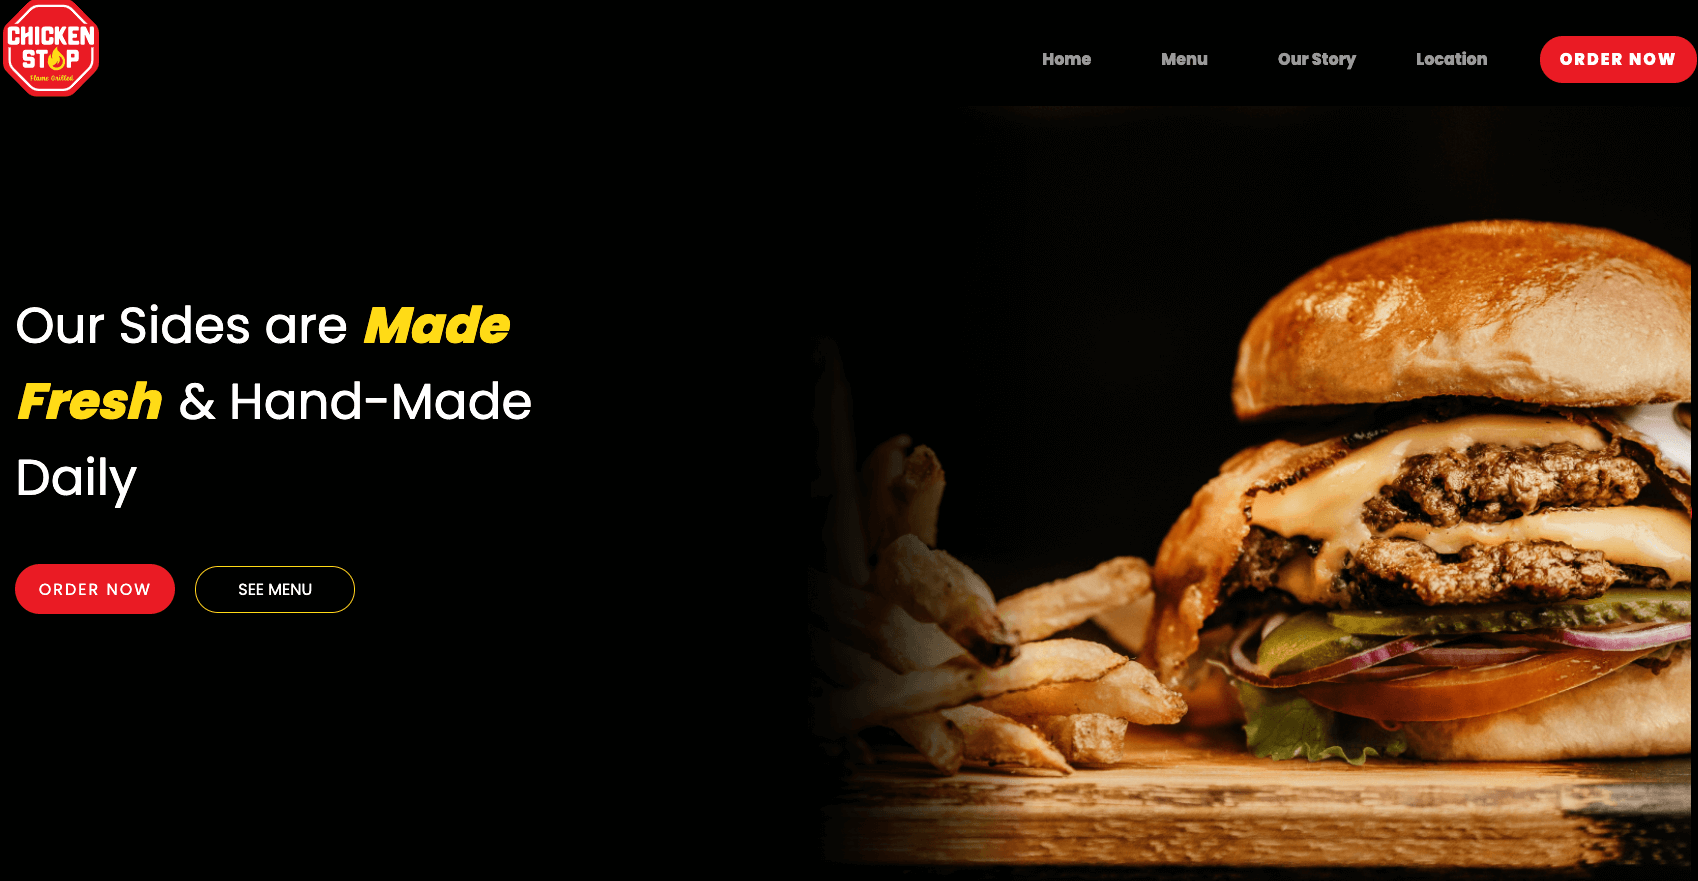 CHICKEN
STOP
Flame Grilled
Home Menu Our Story Location ORDER NOW
Our Sides are Made
Fresh & Hand-Made
Daily
ORDER NOW SEE MENU